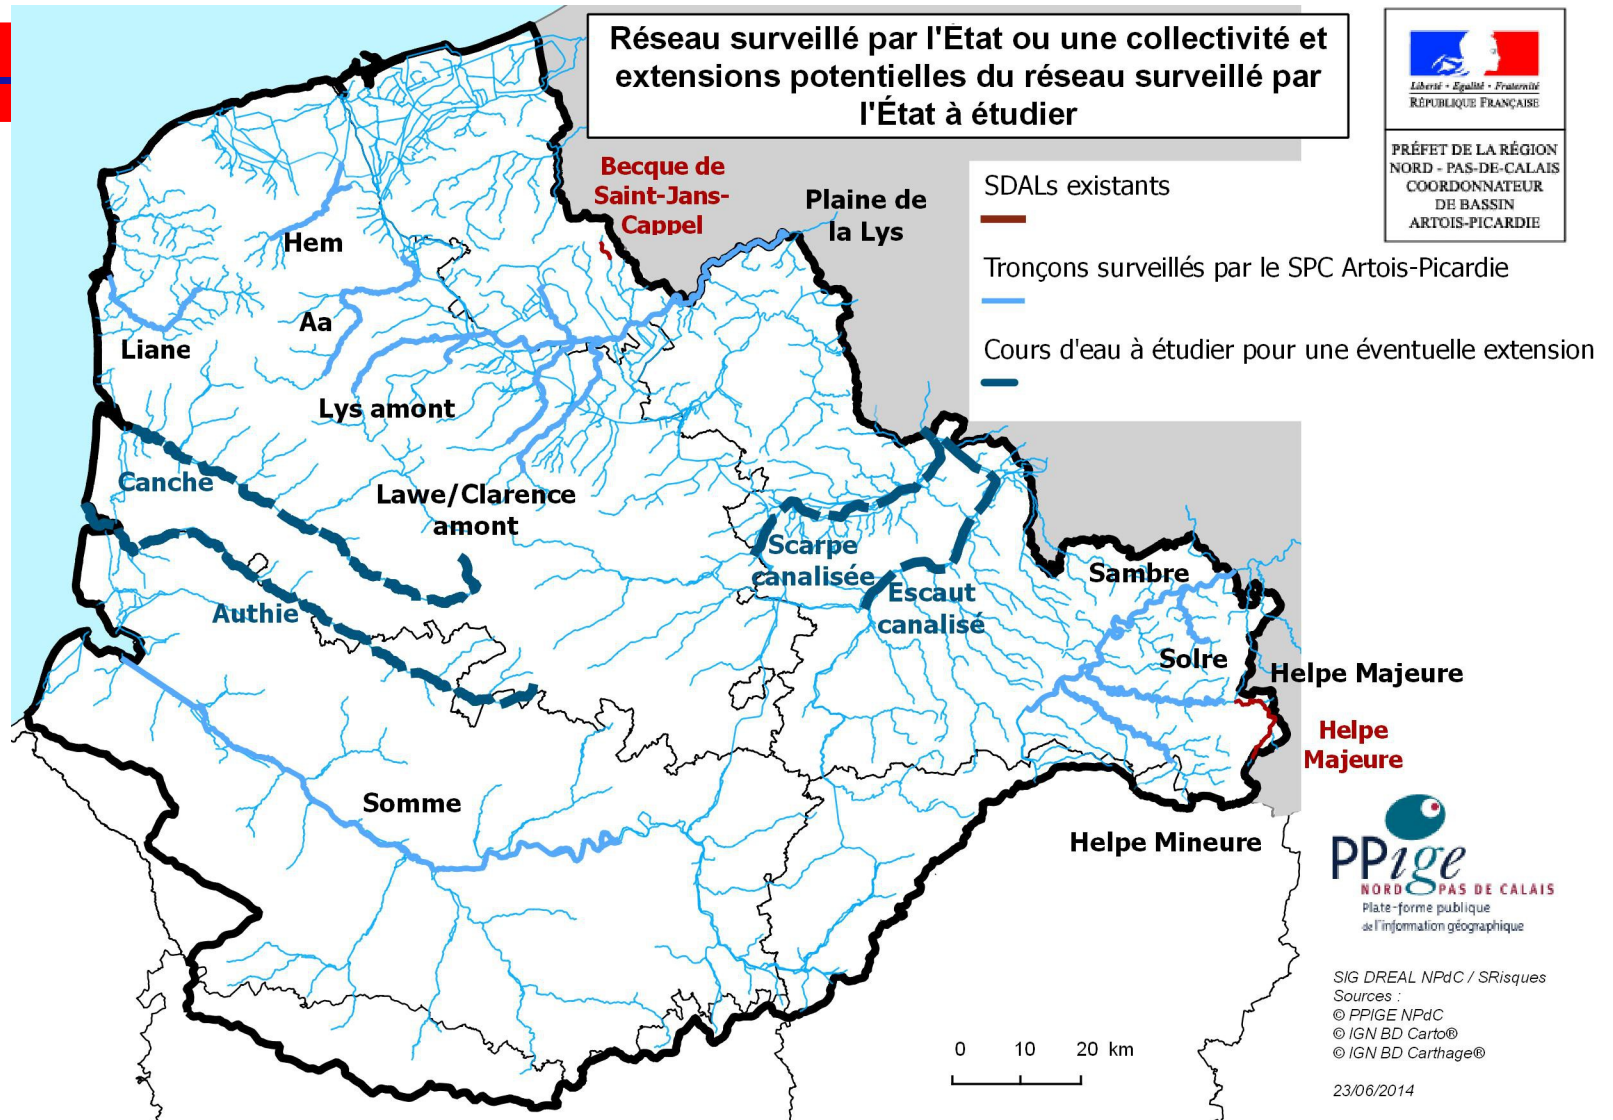 Réseau surveillé par l'État ou une collectivité et
extensions potentielles du réseau surveillé par
l'État à étudier
Liberté • Egalité • Fraternité
RÉPUBLIQUE FRANÇAISE
PRÉFET DE LA RÉGION
NORD - PAS-DE-CALAIS
COORDONNATEUR
DE BASSIN
ARTOIS-PICARDIE
SDALs existants
Tronçons surveillés par le SPC Artois-Picardie
Cours d'eau à étudier pour une éventuelle extension
Becque de
Saint-Jans-
Cappel
Plaine de
la Lys
Hem
Aa
Liane
Lys amont
Canche
Lawe/Clarence
amont
Scarpe
canalisée
Escaut
canalisé
Authie
Sambre
Solre
Helpe Majeure
Helpe
Majeure
Somme
Helpe Mineure
PPige
NORD PAS DE CALAIS
Plate-forme publique
de l'information géographique
SIG DREAL NPdC / SRisques
Sources :
© PPIGE NPdC
© IGN BD Carto®
© IGN BD Carthage®
23/06/2014
0 10 20 km